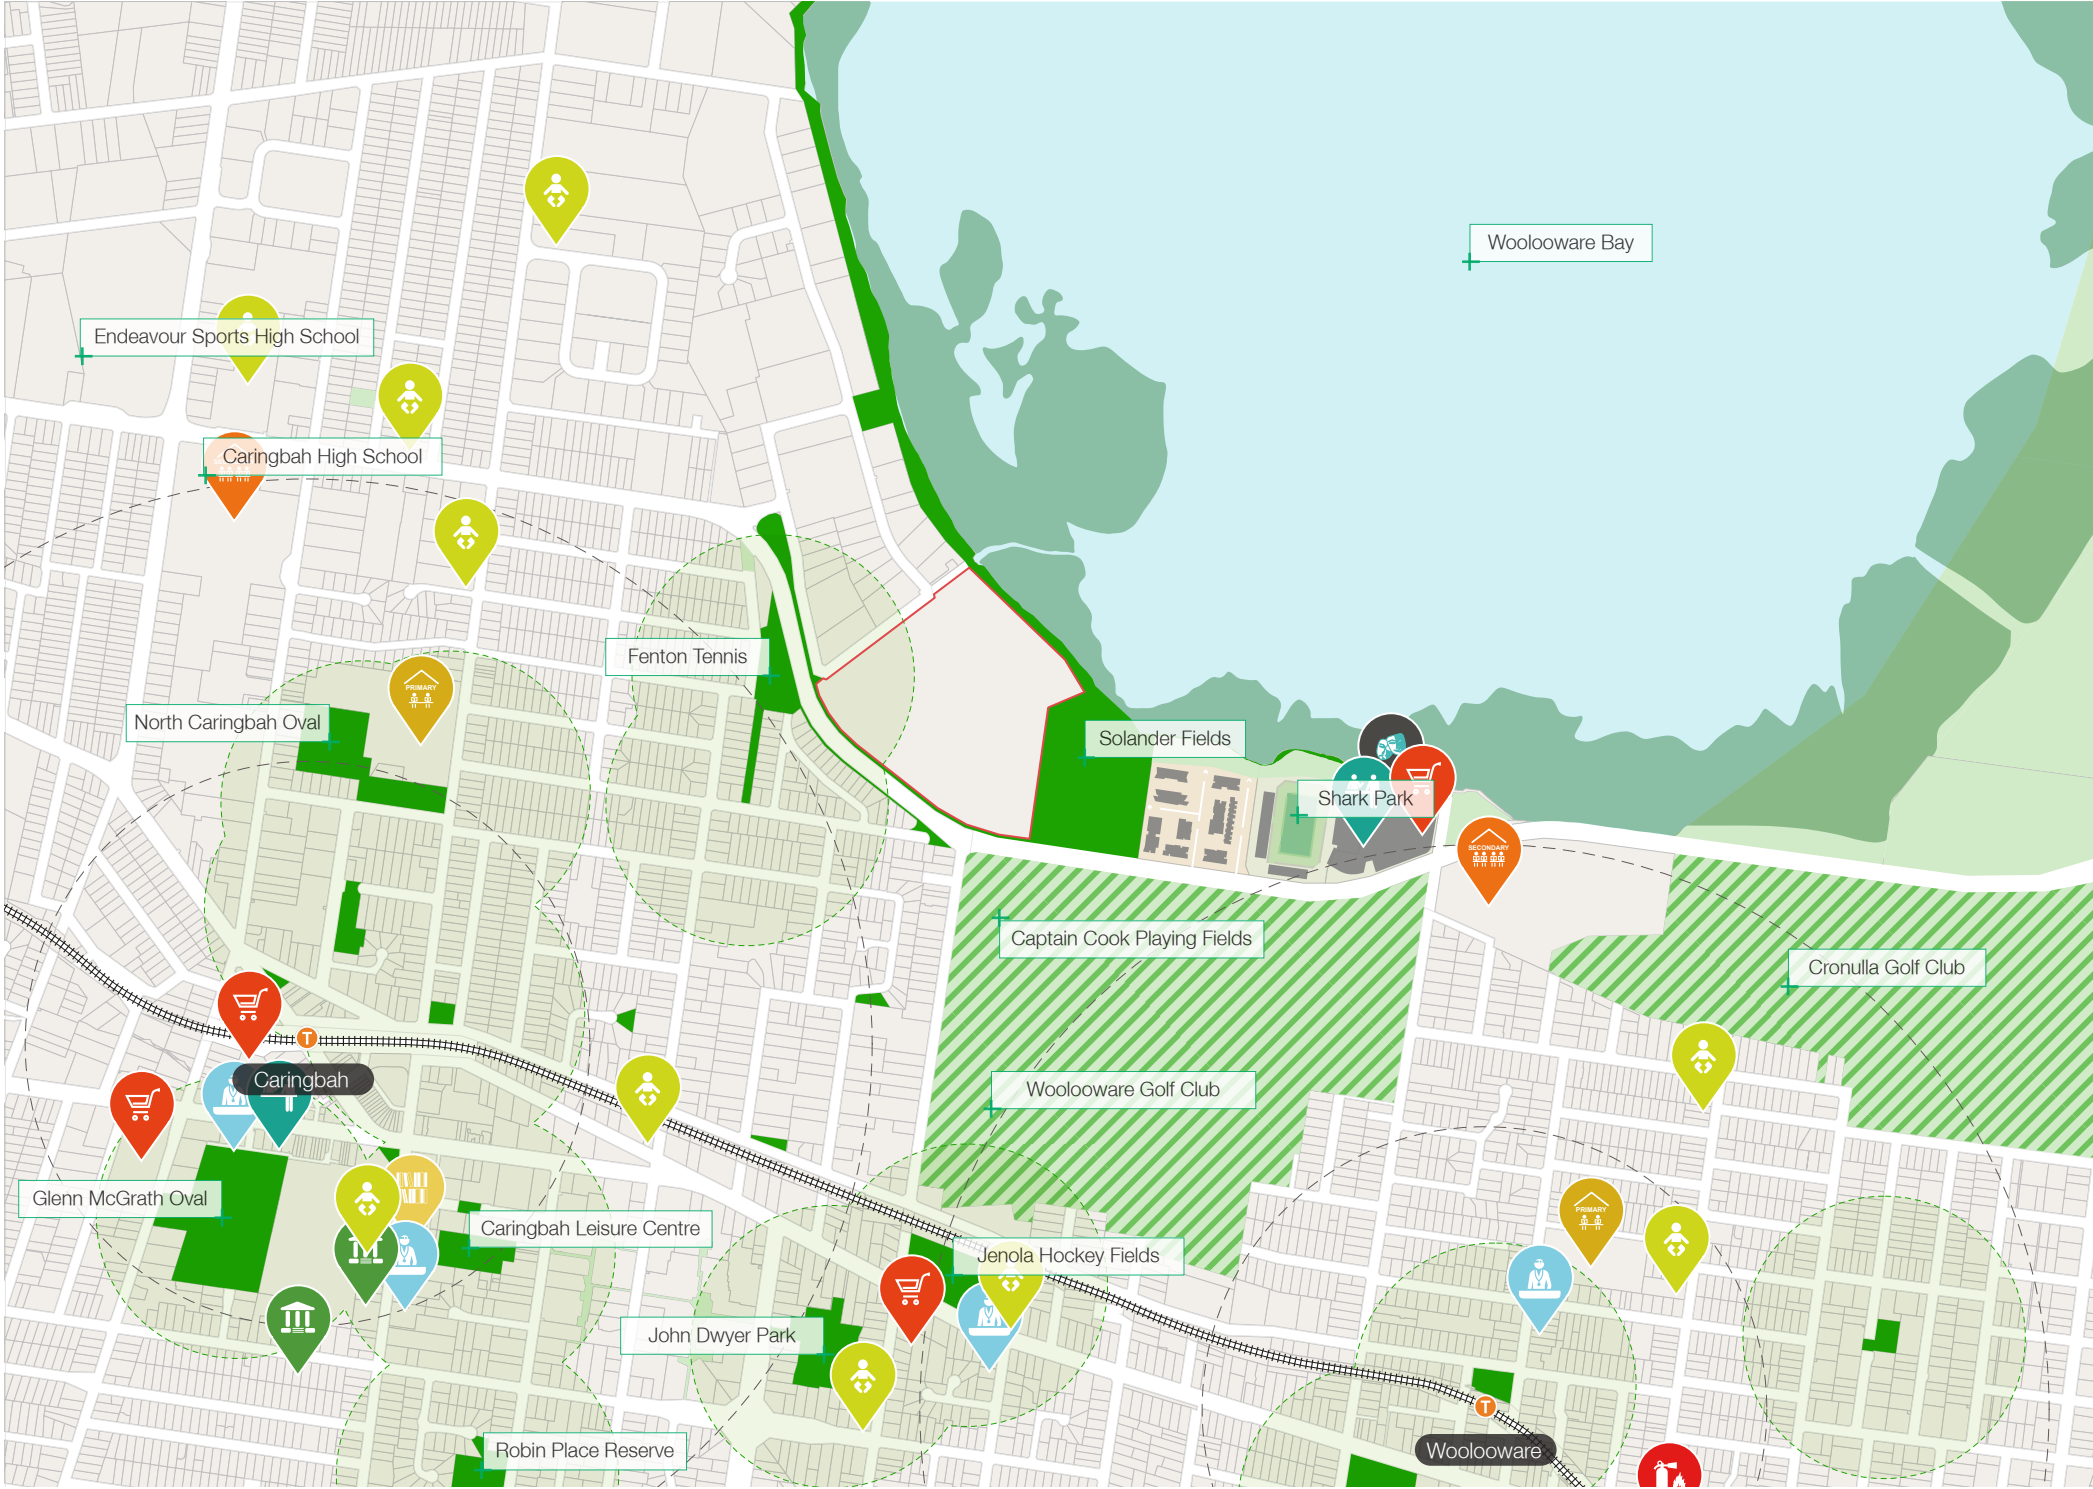 Woolooware Bay
Endeavour Sports High School
Caringbah High School
Fenton Tennis
PRIMARY
North Caringbah Oval
Solander Fields
Shark Park
SECONDARY
Captain Cook Playing Fields
Cronulla Golf Club
T
Caringbah
Woolooware Golf Club
Glenn McGrath Oval
Caringbah Leisure Centre
PRIMARY
Jenola Hockey Fields
John Dwyer Park
T
Robin Place Reserve
Woolooware